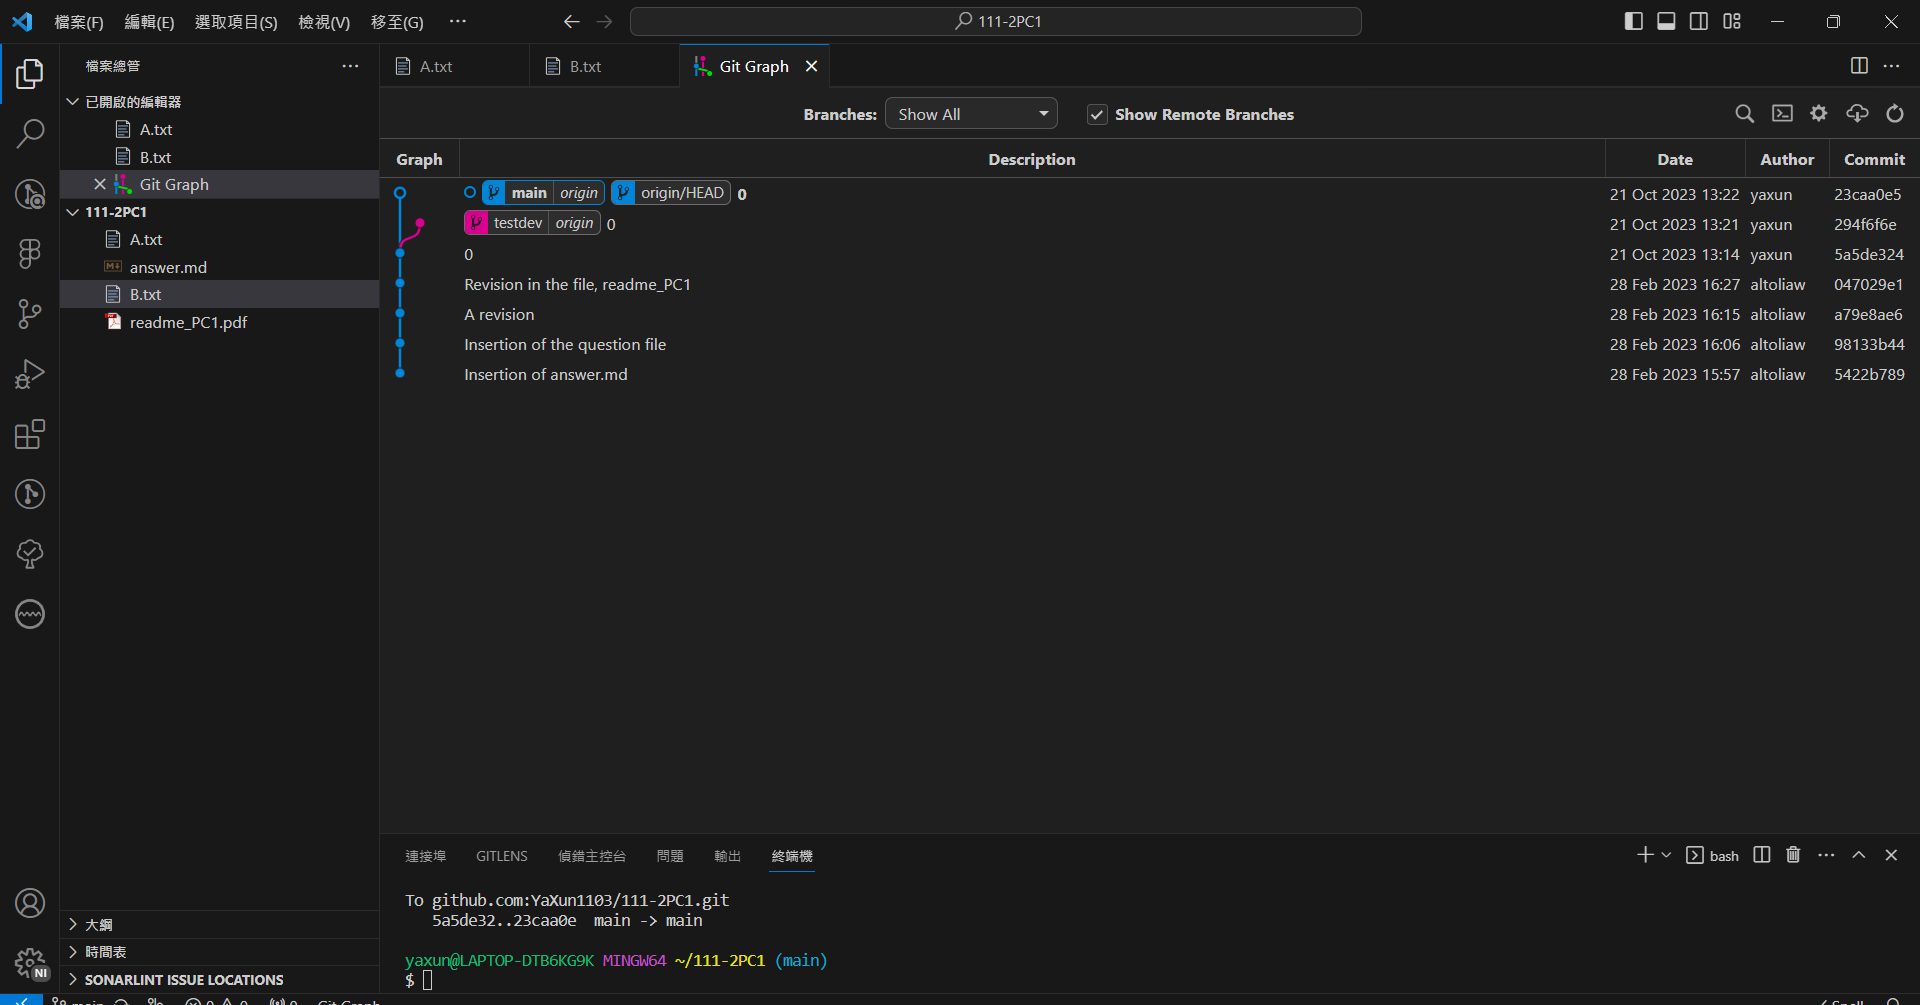 檔案(F) 編輯(E) 選取項目(S) 檢視(V) 移至(G) ··· 111-2PC1
檔案總管
已開啟的編輯器
A.txt
B.txt
Git Graph
111-2PC1
A.txt
answer.md
B.txt
readme_PC1.pdf
大綱
時間表
SONARLINT ISSUE LOCATIONS
NI
A.txt B.txt Git Graph
Branches: Show All Show Remote Branches
Graph Description Date Author Commit
main origin origin/HEAD 0 21 Oct 2023 13:22 yaxun 23caa0e5
testdev origin 0 21 Oct 2023 13:21 yaxun 294f6f6e
0 21 Oct 2023 13:14 yaxun 5a5de324
Revision in the file, readme_PC1 28 Feb 2023 16:27 altoliaw 047029e1
A revision 28 Feb 2023 16:15 altoliaw a79e8ae6
Insertion of the question file 28 Feb 2023 16:06 altoliaw 98133b44
Insertion of answer.md 28 Feb 2023 15:57 altoliaw 5422b789
連接埠 GITLENS 偵錯主控台 問題 輸出 終端機 bash
To github.com:YaXun1103/111-2PC1.git
5a5de32..23caa0e main -> main
yaxun@LAPTOP-DTB6KG9K MINGW64 ~/111-2PC1 (main)
$
main 0 0 0 Git Graph Spell